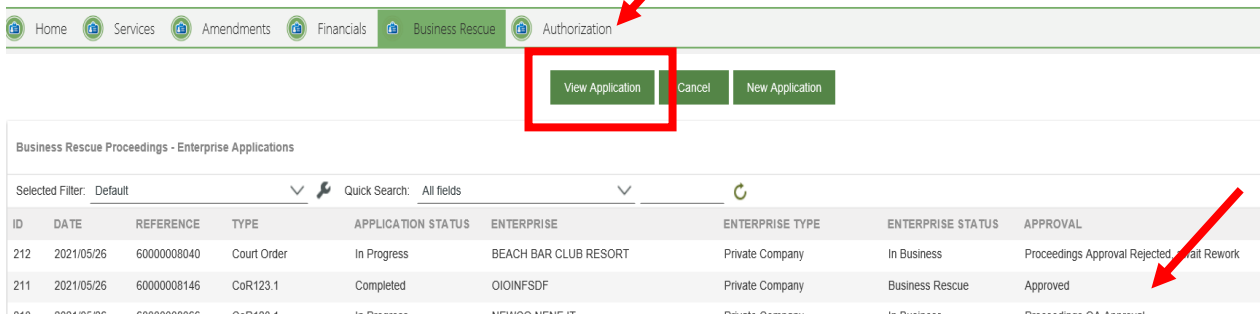 Home Services Amendments Financials Business Rescue Authorization
View Application Cancel New Application
Business Rescue Proceedings - Enterprise Applications
Selected Filter: Default Quick Search: All fields
ID DATE REFERENCE TYPE APPLICATION STATUS ENTERPRISE ENTERPRISE TYPE ENTERPRISE STATUS APPROVAL
212 2021/05/26 60000008040 Court Order In Progress BEACH BAR CLUB RESORT Private Company In Business Proceedings Approval Rejected, Rework
211 2021/05/26 60000008146 CoR123.1 Completed OIOINFSDF Private Company Business Rescue Approved